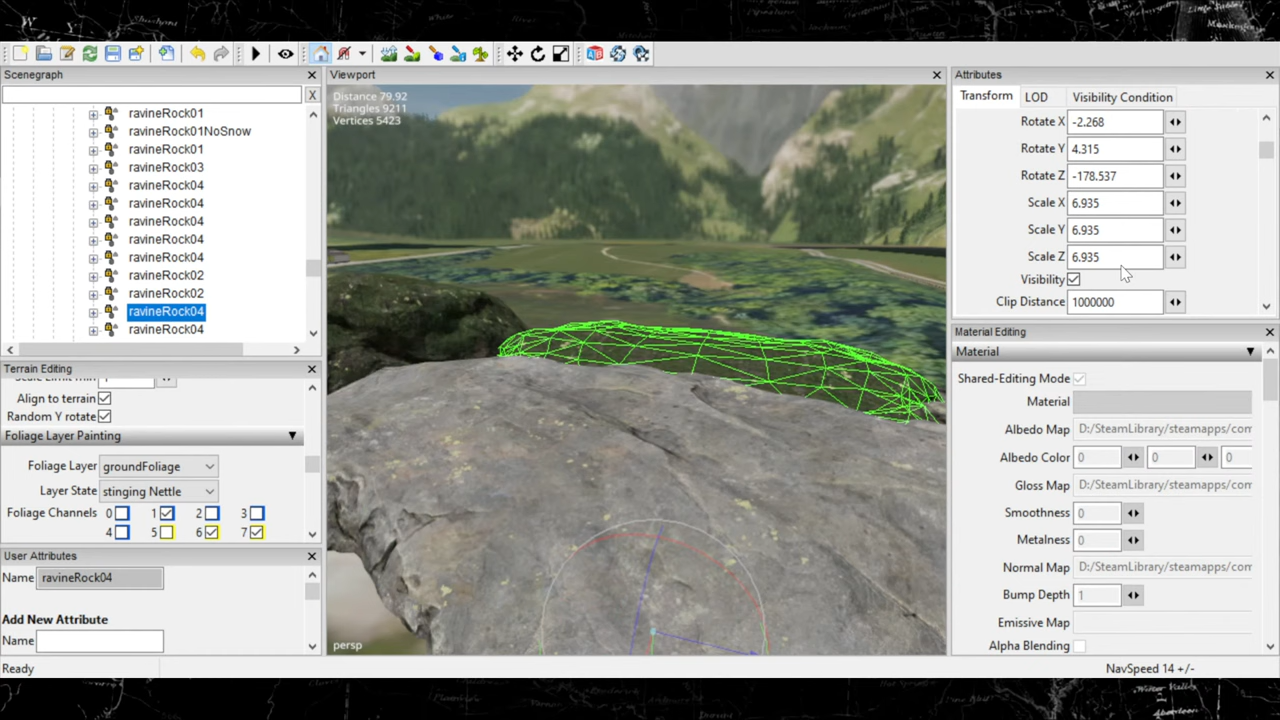 Scenegraph
X
ravineRock01
ravineRock01NoSnow
ravineRock01
ravineRock03
ravineRock04
ravineRock04
ravineRock04
ravineRock04
ravineRock04
ravineRock02
ravineRock02
ravineRock04
ravineRock04
Terrain Editing
Align to terrain
Random Y rotate
Foliage Layer Painting
Foliage Layer groundFoliage
Layer State stinging Nettle
Foliage Channels 0 1 2 3
4 5 6 7
User Attributes
Name ravineRock04
Add New Attribute
Name
Ready
Viewport
Distance 79.92
Triangles 9211
Vertices 5423
persp
Attributes
Transform LOD Visibility Condition
Rotate X -2.268
Rotate Y 4.315
Rotate Z -178.537
Scale X 6.935
Scale Y 6.935
Scale Z 6.935
Visibility
Clip Distance 1000000
Material Editing
Material
Shared-Editing Mode
Material
Albedo Map D:/SteamLibrary/steamapps/com
Albedo Color 0 0 0
Gloss Map D:/SteamLibrary/steamapps/com
Smoothness 0
Metalness 0
Normal Map D:/SteamLibrary/steamapps/com
Bump Depth 1
Emissive Map
Alpha Blending
NavSpeed 14 +/-